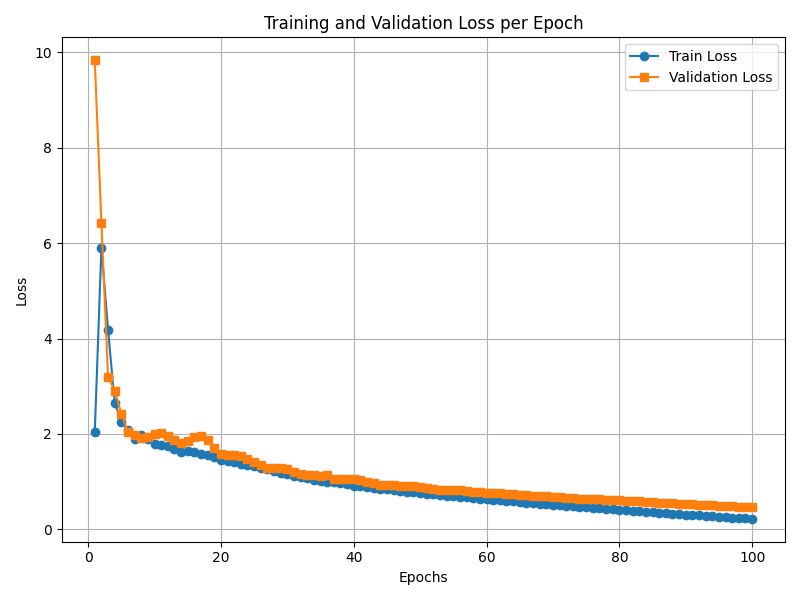 Training and Validation Loss per Epoch
Train Loss
Validation Loss
10
8
6
4
2
0
Loss
0 20 40 60 80 100
Epochs